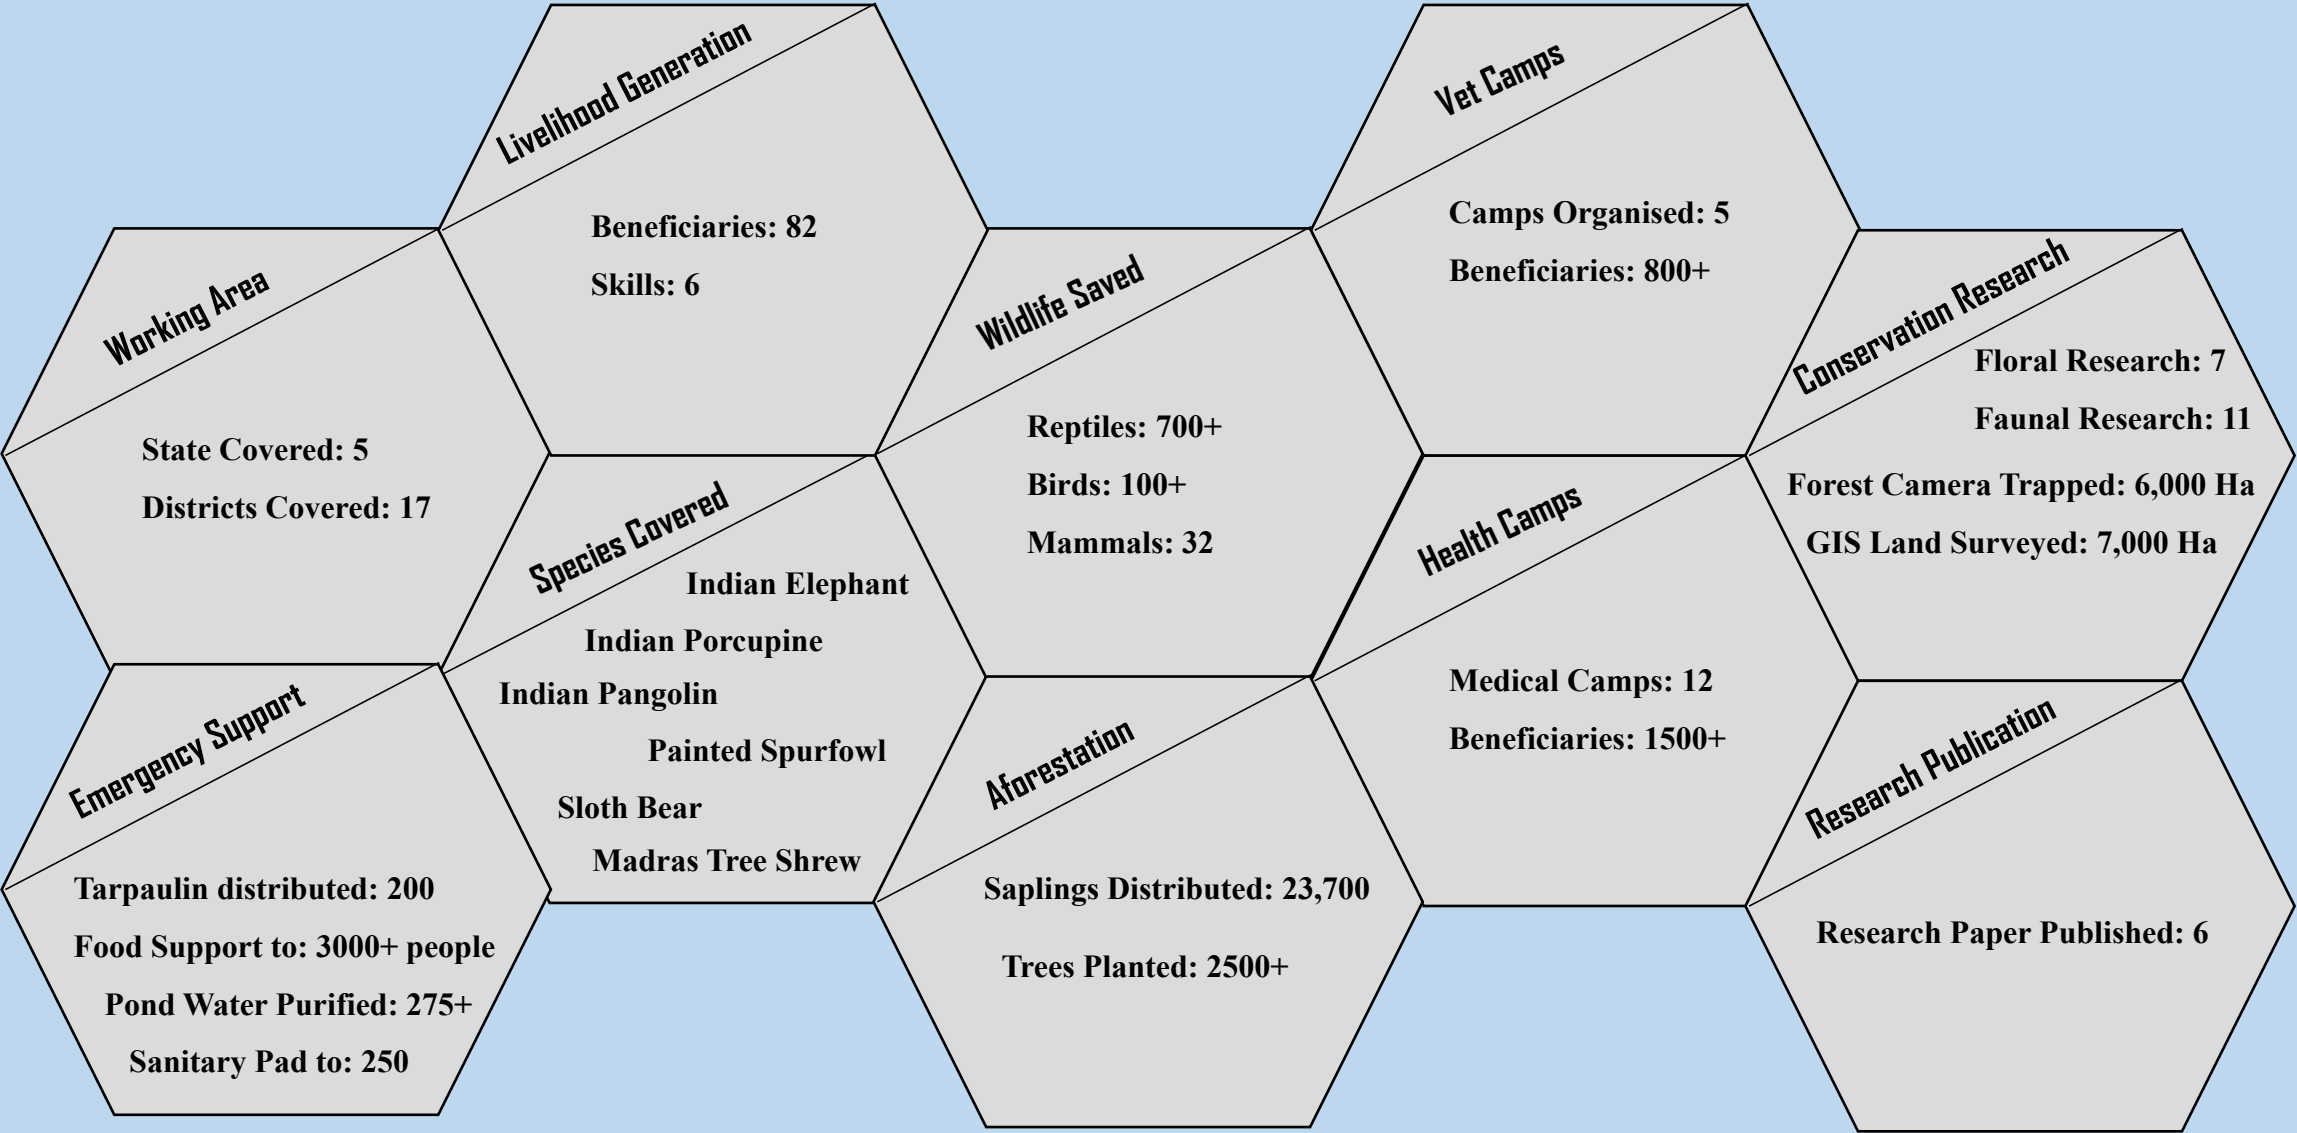 Livelihood Generation
Beneficiaries: 82
Skills: 6
Vet Camps
Camps Organised: 5
Beneficiaries: 800+
Working Area
State Covered: 5
Districts Covered: 17
Wildlife Saved
Reptiles: 700+
Birds: 100+
Mammals: 32
Conservation Research
Floral Research: 7
Faunal Research: 11
Forest Camera Trapped: 6,000 Ha
GIS Land Surveyed: 7,000 Ha
Species Covered
Indian Elephant
Indian Porcupine
Indian Pangolin
Painted Spurfowl
Sloth Bear
Madras Tree Shrew
Health Camps
Medical Camps: 12
Beneficiaries: 1500+
Emergency Support
Tarpaulin distributed: 200
Food Support to: 3000+ people
Pond Water Purified: 275+
Sanitary Pad to: 250
Aforestation
Saplings Distributed: 23,700
Trees Planted: 2500+
Research Publication
Research Paper Published: 6